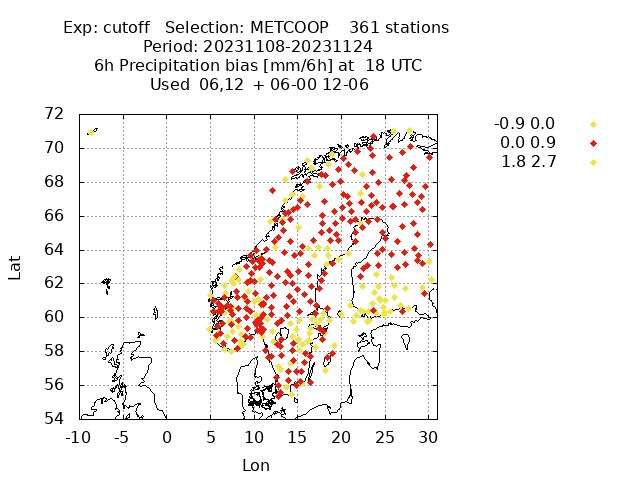 Exp: cutoff   Selection: METCOOP    361 stations
Period: 20231108-20231124
6h Precipitation bias [mm/6h] at  18 UTC
Used  06,12  + 06-00 12-06
72
70
68
66
64
62
60
58
56
54
-10 -5 0 5 10 15 20 25 30
Lat
Lon
-0.9 0.0
0.0 0.9
1.8 2.7